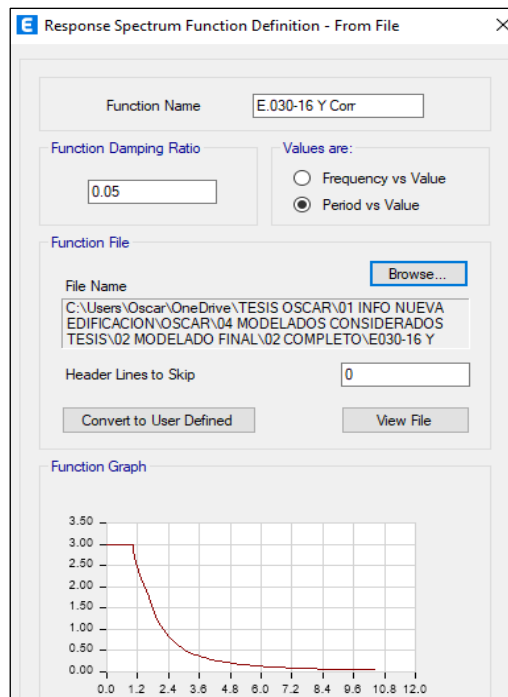 E Response Spectrum Function Definition - From File
Function Name E.030-16 Y Corr
Function Damping Ratio
0.05
Values are:
Frequency vs Value
Period vs Value
Function File
Browse...
File Name
C:\Users\Oscar\OneDrive\TESIS OSCAR\01 INFO NUEVA
EDIFICACION\OSCAR\04 MODELADOS CONSIDERADOS
TESIS\02 MODELADO FINAL\02 COMPLETO\E030-16 Y
Header Lines to Skip 0
Convert to User Defined View File
Function Graph
3.50
3.00
2.50
2.00
1.50
1.00
0.50
0.00
0.0 1.2 2.4 3.6 4.8 6.0 7.2 8.4 9.6 10.8 12.0